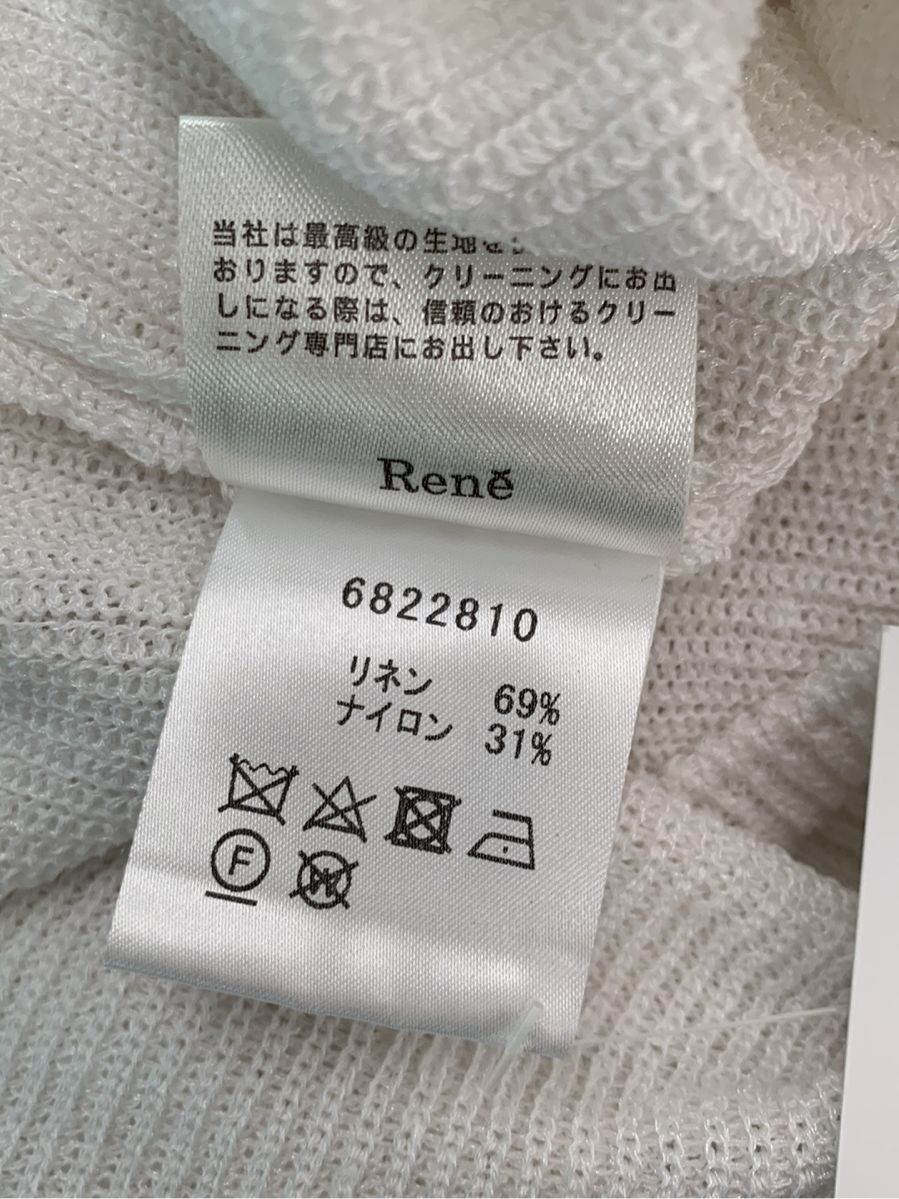 当社は最高級の生地を
おりますので、クリーニングにお出
しになる際は、信頼のおけるクリー
ニング専門店にお出し下さい。
René
6822810
リネン 69%
ナイロン 31%
F
W